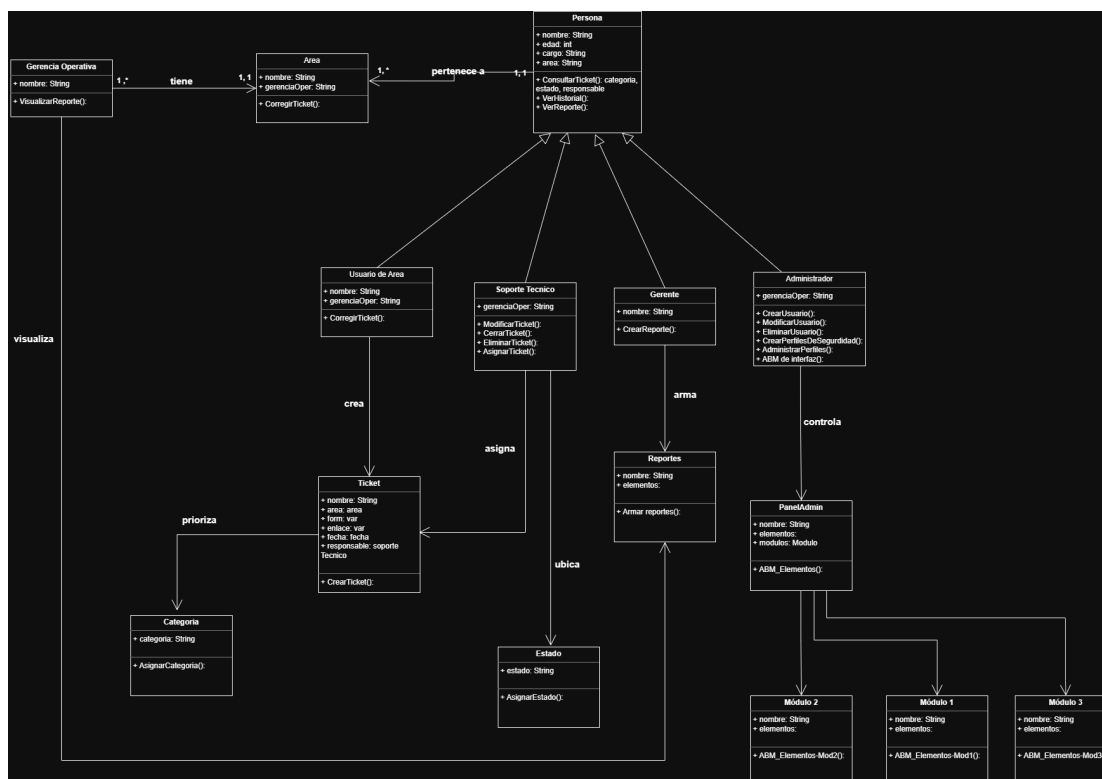 Persona
+ nombre: String
+ edad: int
+ cargo: String
+ area: String
+ ConsultarTicket(): categoria,
estado, responsable
+ VerHistorial():
+ VerReporte():
Gerencia Operativa
+ nombre: String
+ VisualizarReporte():
1 ,*
tiene
1, 1
Area
+ nombre: String
+ gerenciaOper: String
+ CorregirTicket():
1, *
pertenece a
1, 1
Usuario de Area
+ nombre: String
+ gerenciaOper: String
+ CorregirTicket():
Soporte Tecnico
+ gerenciaOper: String
+ ModificarTicket():
+ CerrarTicket():
+ EliminarTicket():
+ AsignarTicket():
Gerente
+ nombre: String
+ CrearReporte():
Administrador
+ gerenciaOper: String
+ CrearUsuario():
+ ModificarUsuario():
+ EliminarUsuario():
+ CrearPerfilesDeSegurdidad():
+ AdministrarPerfiles():
+ ABM de interfaz():
visualiza
crea
asigna
arma
controla
Ticket
+ nombre: String
+ area: area
+ form: var
+ enlace: var
+ fecha: fecha
+ responsable: soporte
Tecnico
+ CrearTicket():
Reportes
+ nombre: String
+ elementos:
+ Armar reportes():
PanelAdmin
+ nombre: String
+ elementos:
+ modulos: Modulo
+ ABM_Elementos():
prioriza
ubica
Categoria
+ categoria: String
+ AsignarCategoria():
Estado
+ estado: String
+ AsignarEstado():
Módulo 2
+ nombre: String
+ elementos:
+ ABM_Elementos-Mod2():
Módulo 1
+ nombre: String
+ elementos:
+ ABM_Elementos-Mod1():
Módulo 3
+ nombre: String
+ elementos:
+ ABM_Elementos-Mod3